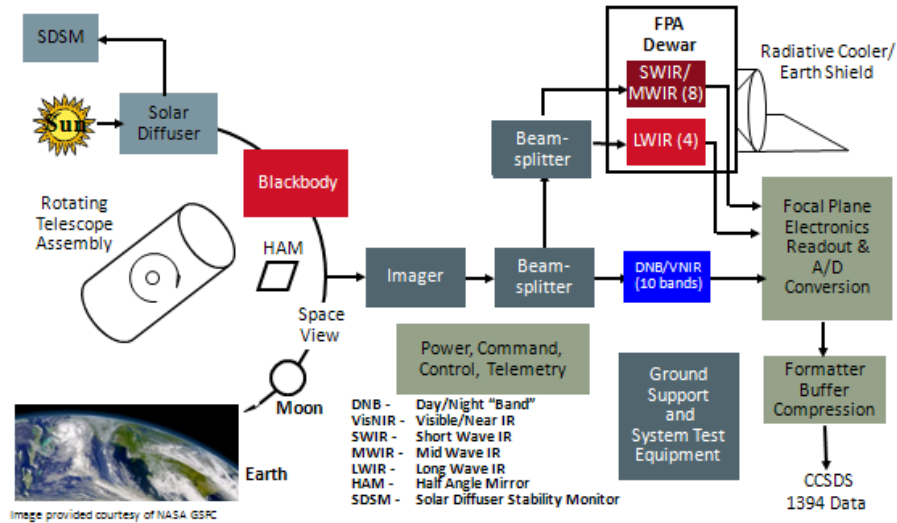 SDSM
Sun
Solar
Diffuser
Blackbody
Rotating
Telescope
Assembly
HAM
Space
View
Moon
Earth
Image provided courtesy of NASA GSFC
Imager
Beam-
splitter
Beam-
splitter
FPA
Dewar
SWIR/
MWIR (8)
LWIR (4)
Radiative Cooler/
Earth Shield
DNB/VNIR
(10 bands)
Focal Plane
Electronics
Readout &
A/D
Conversion
Power, Command,
Control, Telemetry
Ground
Support
and
System Test
Equipment
Formatter
Buffer
Compression
CCSDS
1394 Data
DNB - Day/Night "Band"
VisNIR - Visible/Near IR
SWIR - Short Wave IR
MWIR - Mid Wave IR
LWIR - Long Wave IR
HAM - Half Angle Mirror
SDSM - Solar Diffuser Stability Monitor